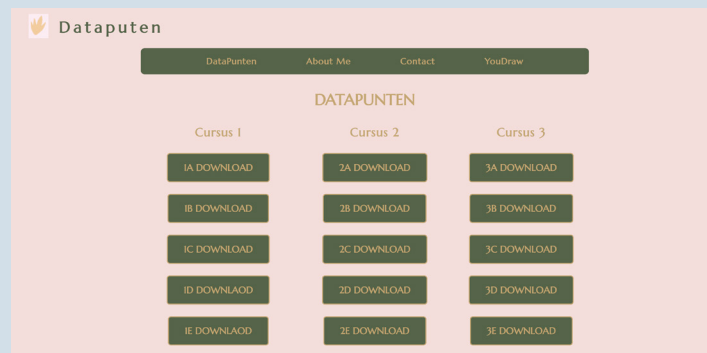 Dataputen
DataPunten About Me Contact YouDraw
DATAPUNTEN
Cursus 1 Cursus 2 Cursus 3
1A DOWNLOAD 2A DOWNLOAD 3A DOWNLOAD
1B DOWNLOAD 2B DOWNLOAD 3B DOWNLOAD
1C DOWNLOAD 2C DOWNLOAD 3C DOWNLOAD
1D DOWNLAOD 2D DOWNLOAD 3D DOWNLOAD
1E DOWNLAOD 2E DOWNLOAD 3E DOWNLOAD